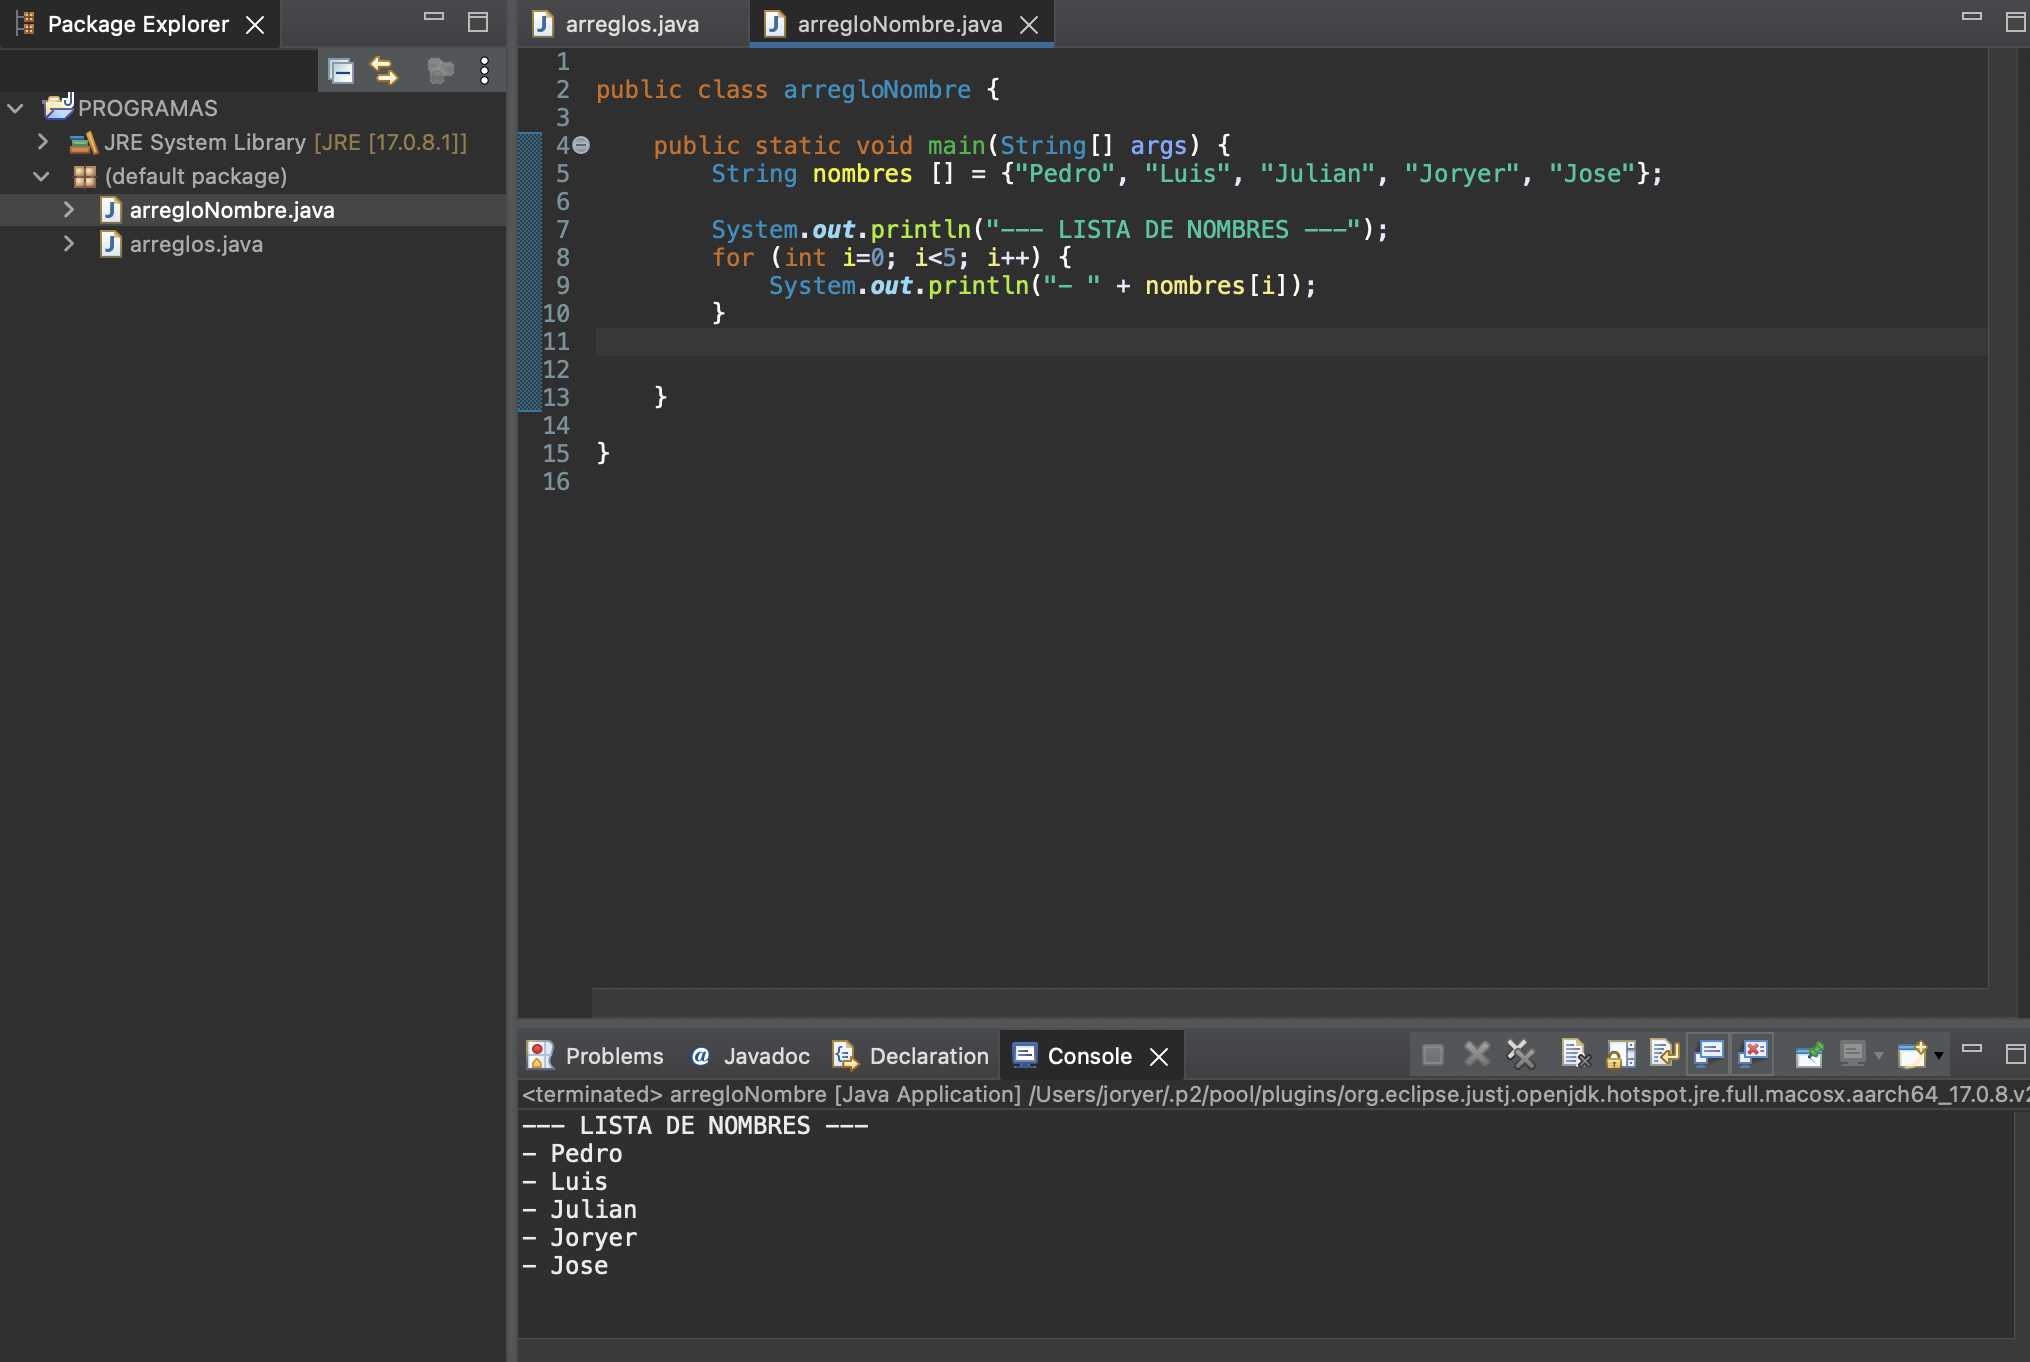 Package Explorer
PROGRAMAS
JRE System Library [JRE [17.0.8.1]]
(default package)
arregloNombre.java
arreglos.java
arreglos.java
arregloNombre.java
1
2 public class arregloNombre {
3
4 public static void main(String[] args) {
5 String nombres [] = {"Pedro", "Luis", "Julian", "Joryer", "Jose"};
6
7 System.out.println("--- LISTA DE NOMBRES ---");
8 for (int i=0; i<5; i++) {
9 System.out.println("- " + nombres[i]);
10 }
11
12
13 }
14
15 }
16
Problems @ Javadoc Declaration Console
<terminated> arregloNombre [Java Application] /Users/joryer/.p2/pool/plugins/org.eclipse.justj.openjdk.hotspot.jre.full.macosx.aarch64_17.0.8.v2
--- LISTA DE NOMBRES ---
- Pedro
- Luis
- Julian
- Joryer
- Jose